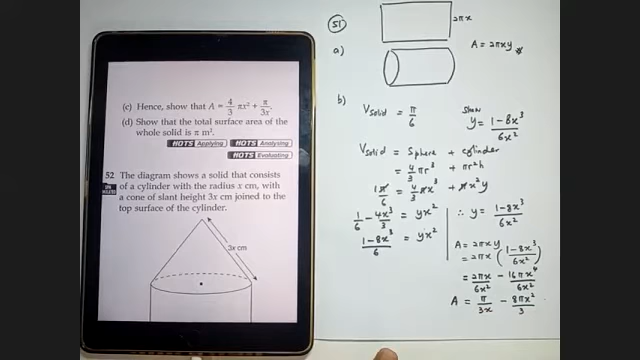 (c) Hence, show that A = 4/3 πx² + π/3x.
(d) Show that the total surface area of the
whole solid is π m².
HOTS Applying HOTS Analysing
HOTS Evaluating
52 The diagram shows a solid that consists
of a cylinder with the radius x cm, with
a cone of slant height 3x cm joined to the
top surface of the cylinder.
3x cm
51
2πx
a)
A = 2πxy
b)
V solid = π/6
show
y = (1-8x³)/6x²
V solid = Sphere + cylinder
= 4/3 πr³ + πr²h
1π/6 = 4/3 πx³ + πx²y
1/6 - 4x³/3 = yx²
(1-8x³)/6 = yx²
∴ y = (1-8x³)/6x²
A = 2πxy
= 2πx ((1-8x³)/6x²)
= 2πx/6x² - 16πx⁴/6x²
A = π/3x - 8πx²/3